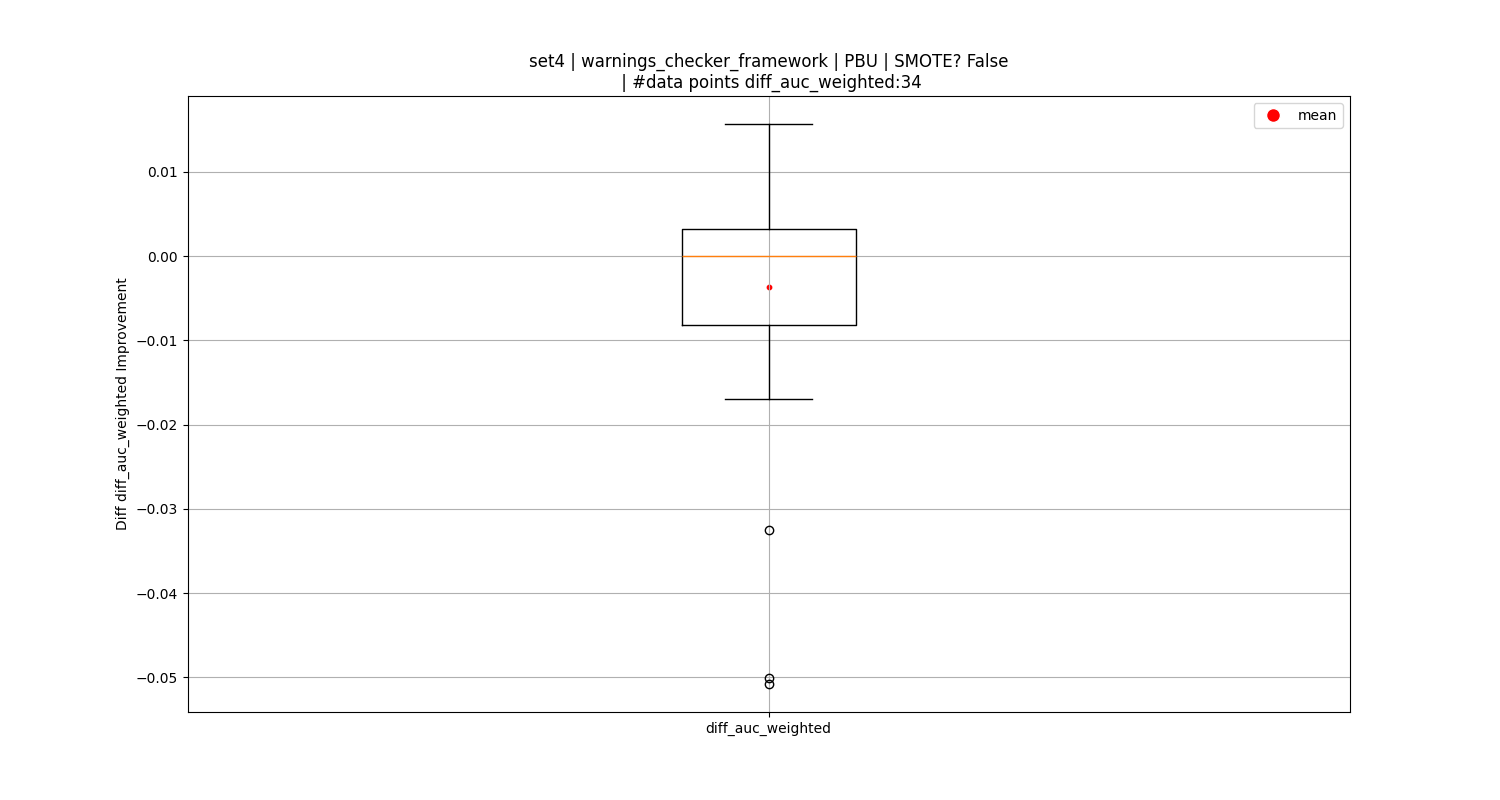 set4 | warnings_checker_framework | PBU | SMOTE? False
| #data points diff_auc_weighted:34
mean
0.01
0.00
−0.01
−0.02
−0.03
−0.04
−0.05
Diff diff_auc_weighted Improvement
diff_auc_weighted